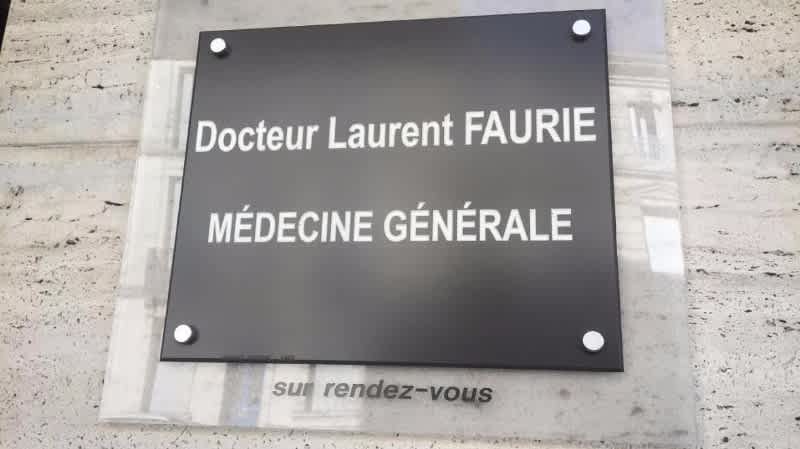 Docteur Laurent FAURIE
MÉDECINE GÉNÉRALE
sur rendez-vous